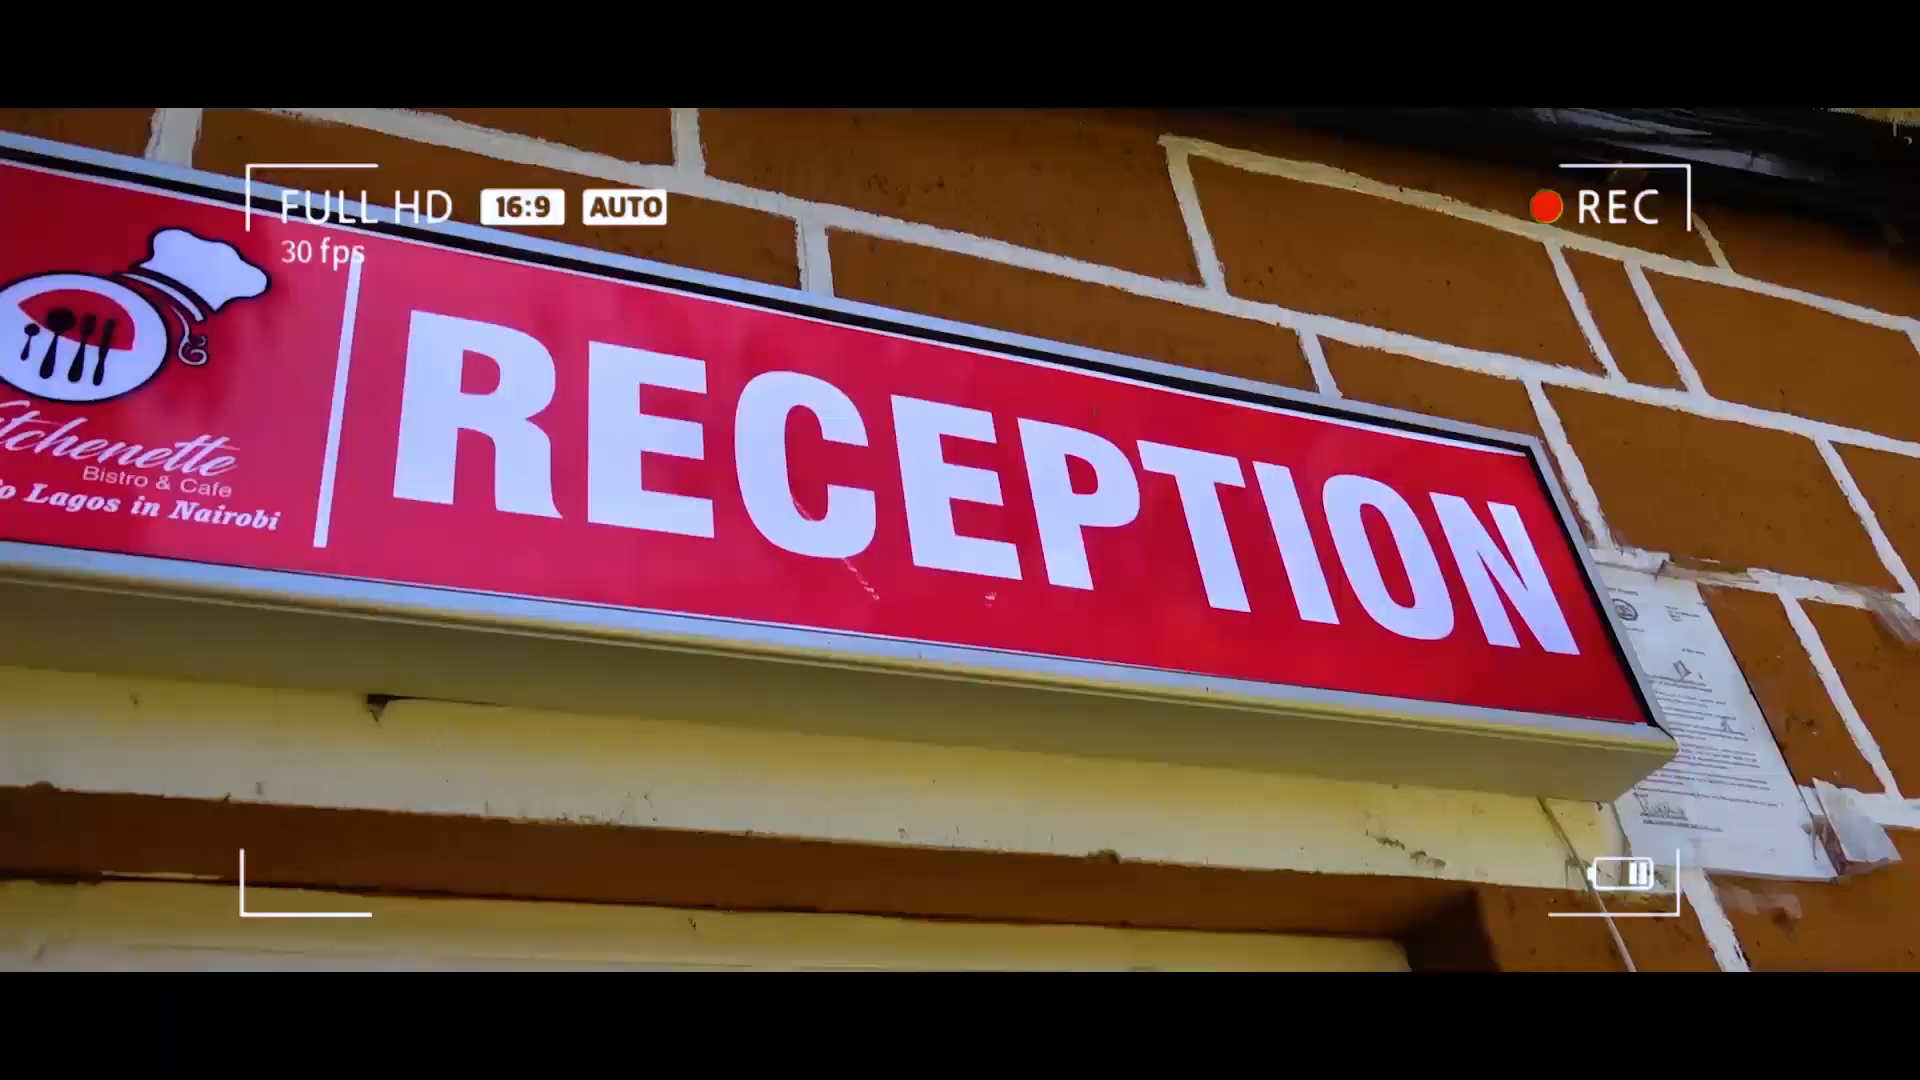 FULL HD 16:9 AUTO
30 fps
REC
tchenette
Bistro & Cafe
o Lagos in Nairobi
RECEPTION